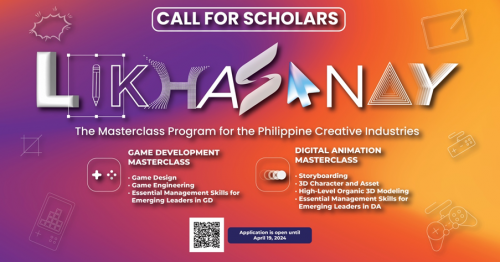 CALL FOR SCHOLARS
LIKHASANAY
The Masterclass Program for the Philippine Creative Industries
GAME DEVELOPMENT
MASTERCLASS
• Game Design
• Game Engineering
• Essential Management Skills for
Emerging Leaders in GD
DIGITAL ANIMATION
MASTERCLASS
• Storyboarding
• 3D Character and Asset
• High-Level Organic 3D Modeling
• Essential Management Skills for
Emerging Leaders in DA
Application is open until
April 19, 2024